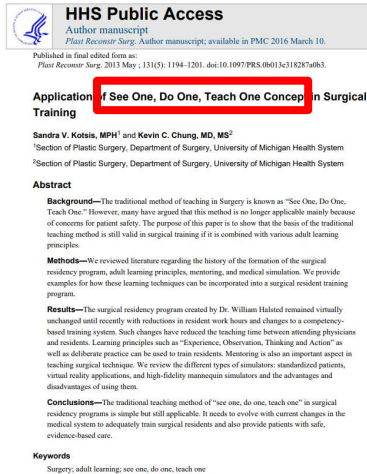 HHS Public Access
Author manuscript
Plast Reconstr Surg. Author manuscript; available in PMC 2016 March 10.
Published in final edited form as:
Plast Reconstr Surg. 2013 May ; 131(5): 1194–1201. doi:10.1097/PRS.0b013e318287a0b3.
Application of See One, Do One, Teach One Concept in Surgical
Training
Sandra V. Kotsis, MPH1 and Kevin C. Chung, MD, MS2
1Section of Plastic Surgery, Department of Surgery, University of Michigan Health System
2Section of Plastic Surgery, Department of Surgery, University of Michigan Health System
Abstract
Background—The traditional method of teaching in Surgery is known as “See One, Do One,
Teach One.” However, many have argued that this method is no longer applicable mainly because
of concerns for patient safety. The purpose of this paper is to show that the basis of the traditional
teaching method is still valid in surgical training if it is combined with various adult learning
principles.
Methods—We reviewed literature regarding the history of the formation of the surgical
residency program, adult learning principles, mentoring, and medical simulation. We provide
examples for how these learning techniques can be incorporated into a surgical resident training
program.
Results—The surgical residency program created by Dr. William Halsted remained virtually
unchanged until recently with reductions in resident work hours and changes to a competency-
based training system. Such changes have reduced the teaching time between attending physicians
and residents. Learning principles such as “Experience, Observation, Thinking and Action” as
well as deliberate practice can be used to train residents. Mentoring is also an important aspect in
teaching surgical technique. We review the different types of simulators: standardized patients,
virtual reality applications, and high-fidelity mannequin simulators and the advantages and
disadvantages of using them.
Conclusions—The traditional teaching method of “see one, do one, teach one” in surgical
residency programs is simple but still applicable. It needs to evolve with current changes in the
medical system to adequately train surgical residents and also provide patients with safe,
evidence-based care.
Keywords
Surgery; adult learning; see one, do one, teach one